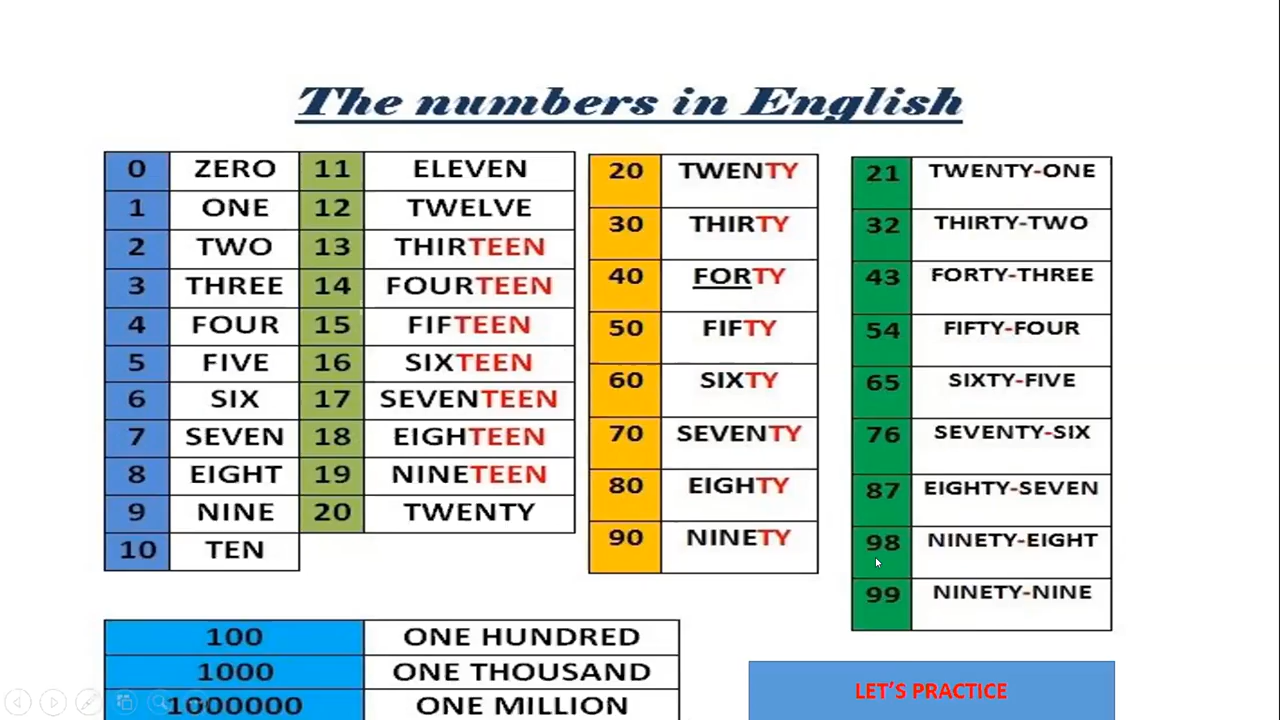 The numbers in English
0 ZERO 11 ELEVEN
1 ONE 12 TWELVE
2 TWO 13 THIRTEEN
3 THREE 14 FOURTEEN
4 FOUR 15 FIFTEEN
5 FIVE 16 SIXTEEN
6 SIX 17 SEVENTEEN
7 SEVEN 18 EIGHTEEN
8 EIGHT 19 NINETEEN
9 NINE 20 TWENTY
10 TEN
20 TWENTY
30 THIRTY
40 FORTY
50 FIFTY
60 SIXTY
70 SEVENTY
80 EIGHTY
90 NINETY
21 TWENTY-ONE
32 THIRTY-TWO
43 FORTY-THREE
54 FIFTY-FOUR
65 SIXTY-FIVE
76 SEVENTY-SIX
87 EIGHTY-SEVEN
98 NINETY-EIGHT
99 NINETY-NINE
100 ONE HUNDRED
1000 ONE THOUSAND
1000000 ONE MILLION
LET'S PRACTICE